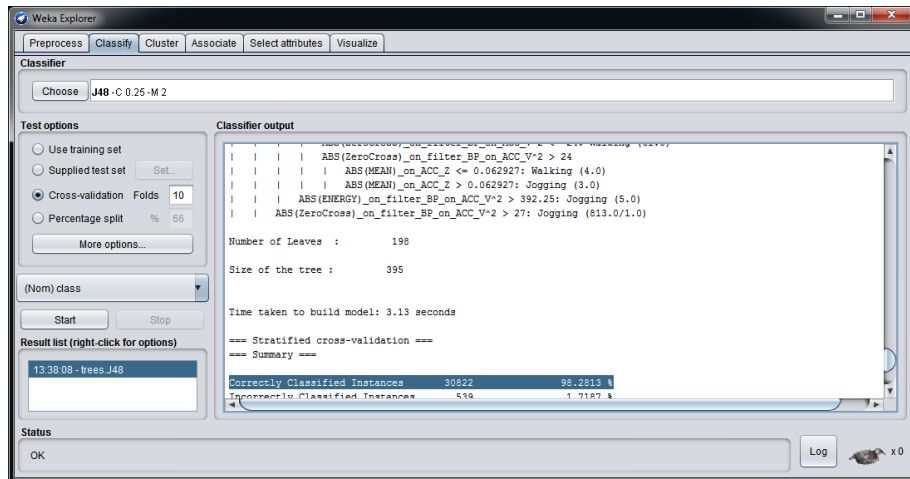 Weka Explorer
Preprocess Classify Cluster Associate Select attributes Visualize
Classifier
Choose J48 -C 0.25 -M 2
Test options
Use training set
Supplied test set Set...
Cross-validation Folds 10
Percentage split % 66
More options...
(Nom) class
Start Stop
Result list (right-click for options)
13:38:08 - trees.J48
Classifier output
| | | | ABS(ZeroCross)_on_filter_BP_on_ACC_V^2 > 24
| | | | | ABS(MEAN)_on_ACC_Z <= 0.062927: Walking (4.0)
| | | | | ABS(MEAN)_on_ACC_Z > 0.062927: Jogging (3.0)
| | | ABS(ENERGY)_on_filter_BP_on_ACC_V^2 > 392.25: Jogging (5.0)
| | ABS(ZeroCross)_on_filter_BP_on_ACC_V^2 > 27: Jogging (813.0/1.0)
Number of Leaves : 198
Size of the tree : 395
Time taken to build model: 3.13 seconds
=== Stratified cross-validation ===
=== Summary ===
Correctly Classified Instances 30822 98.2813 %
Incorrectly Classified Instances 539 1.7187 %
Status
OK
Log
x 0